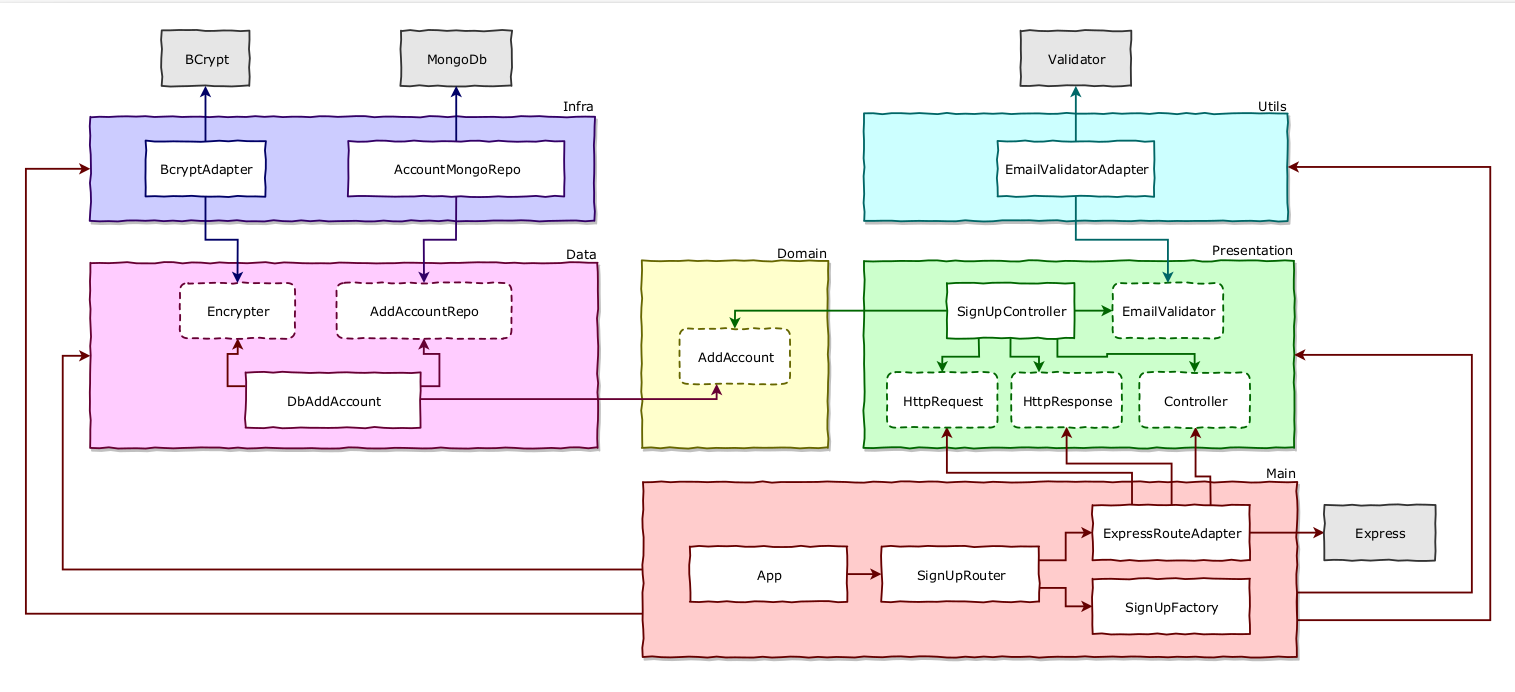 BCrypt
MongoDb
Validator
Infra
Utils
BcryptAdapter
AccountMongoRepo
EmailValidatorAdapter
Data
Domain
Presentation
Encrypter
AddAccountRepo
SignUpController
EmailValidator
AddAccount
DbAddAccount
HttpRequest
HttpResponse
Controller
Main
ExpressRouteAdapter
Express
App
SignUpRouter
SignUpFactory